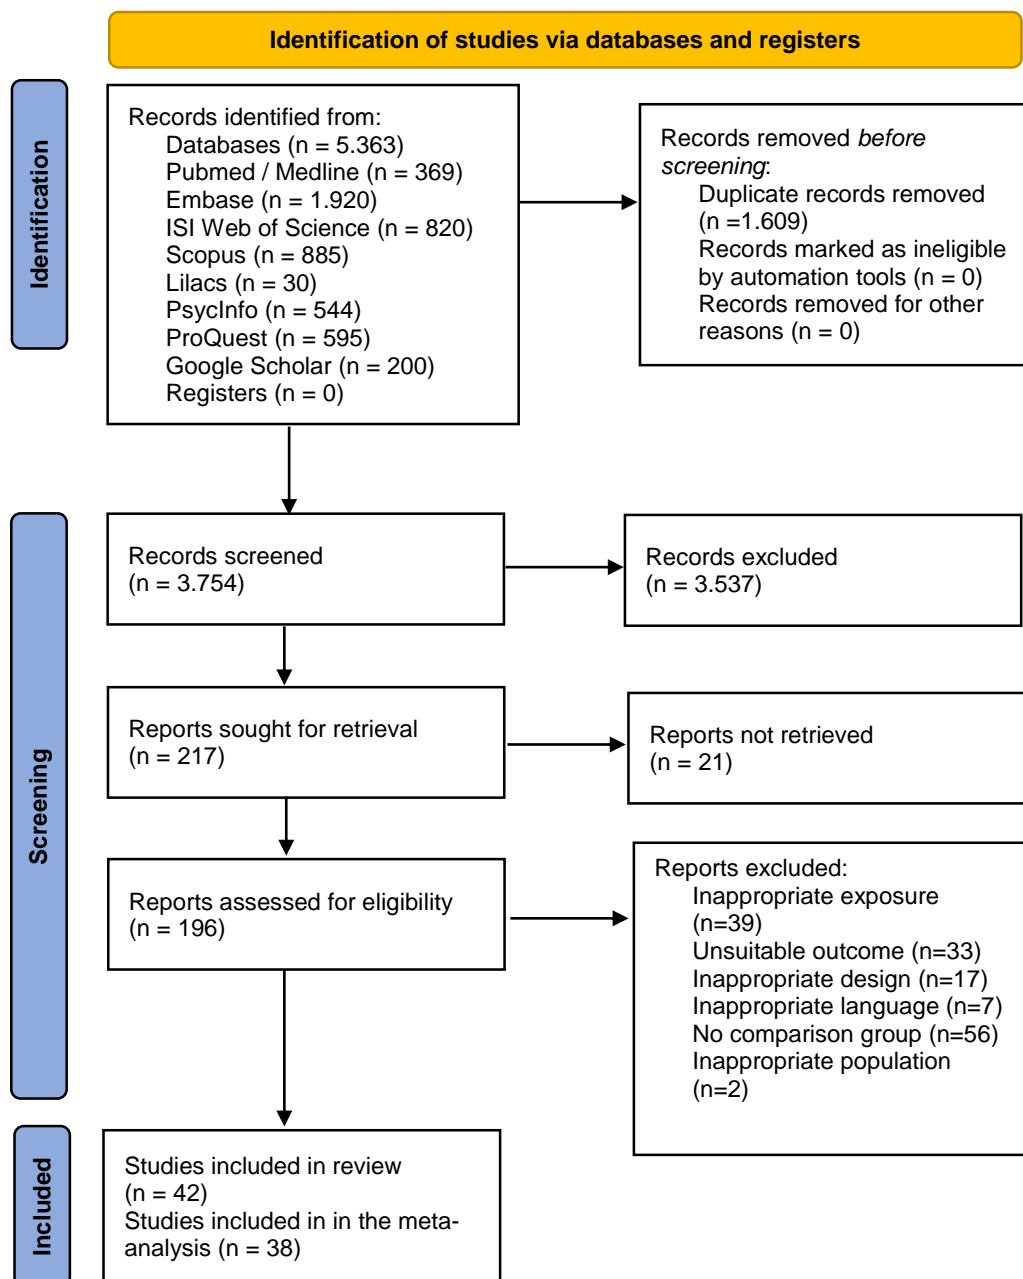 Identification of studies via databases and registers
Identification
Records identified from:
Databases (n = 5.363)
Pubmed / Medline (n = 369)
Embase (n = 1.920)
ISI Web of Science (n = 820)
Scopus (n = 885)
Lilacs (n = 30)
PsycInfo (n = 544)
ProQuest (n = 595)
Google Scholar (n = 200)
Registers (n = 0)
Records removed before
screening:
Duplicate records removed
(n =1.609)
Records marked as ineligible
by automation tools (n = 0)
Records removed for other
reasons (n = 0)
Screening
Records screened
(n = 3.754)
Records excluded
(n = 3.537)
Reports sought for retrieval
(n = 217)
Reports not retrieved
(n = 21)
Reports assessed for eligibility
(n = 196)
Reports excluded:
Inappropriate exposure
(n=39)
Unsuitable outcome (n=33)
Inappropriate design (n=17)
Inappropriate language (n=7)
No comparison group (n=56)
Inappropriate population
(n=2)
Included
Studies included in review
(n = 42)
Studies included in in the meta-
analysis (n = 38)